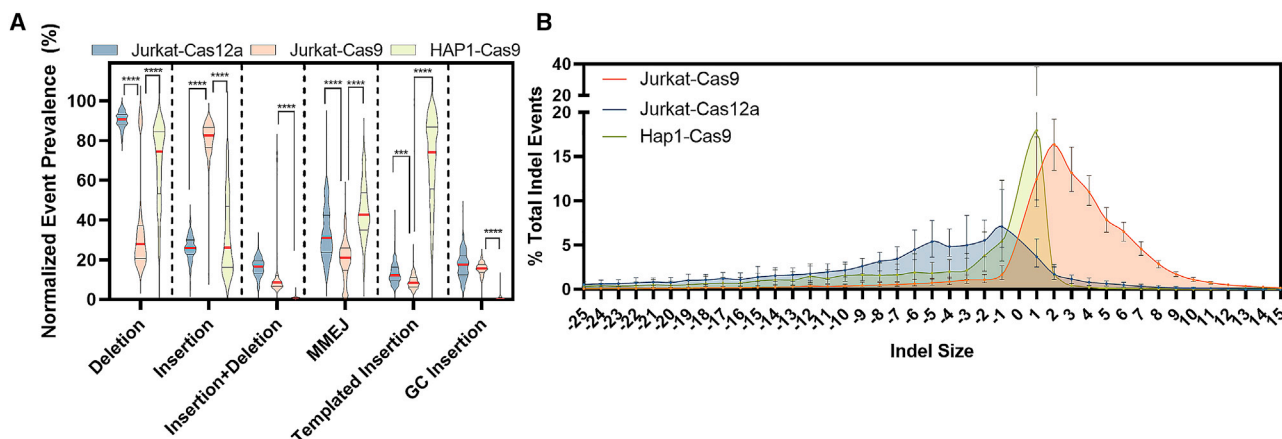 A
Normalized Event Prevalence (%)
Jurkat-Cas12a Jurkat-Cas9 HAP1-Cas9
100
80
60
40
20
0
**** **** **** **** **** **** **** *** **** ****
Deletion
Insertion
Insertion+Deletion
MMEJ
Templated Insertion
GC Insertion
B
% Total Indel Events
40
20
20
15
10
5
0
Jurkat-Cas9
Jurkat-Cas12a
Hap1-Cas9
-25 -24 -23 -22 -21 -20 -19 -18 -17 -16 -15 -14 -13 -12 -11 -10 -9 -8 -7 -6 -5 -4 -3 -2 -1 0 1 2 3 4 5 6 7 8 9 10 11 12 13 14 15
Indel Size